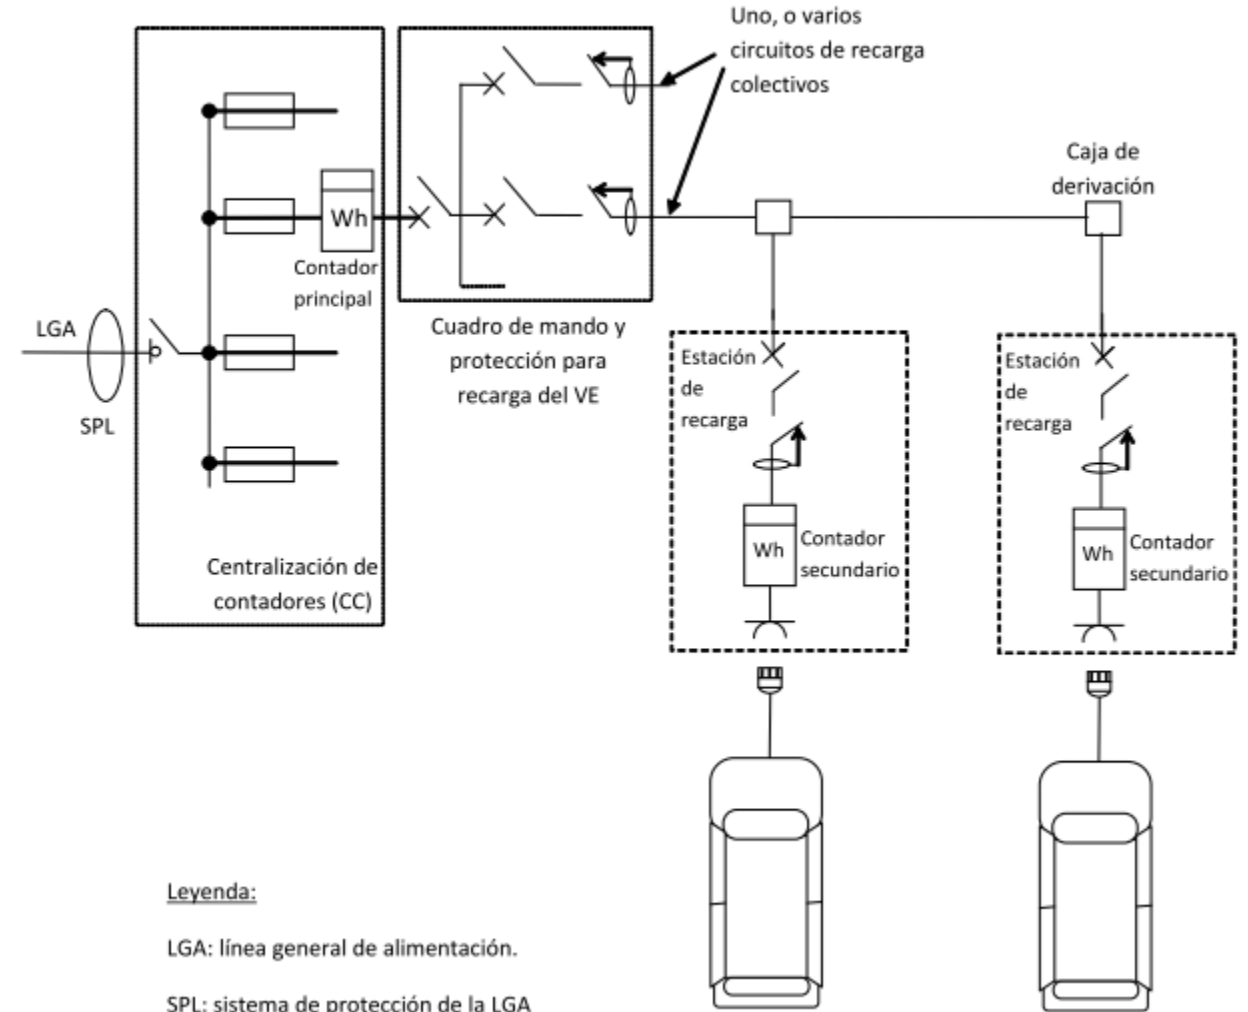 Uno, o varios
circuitos de recarga
colectivos
Caja de
derivación
Wh
Contador
principal
LGA
SPL
Cuadro de mando y
protección para
recarga del VE
Estación
de
recarga
Wh
Contador
secundario
Estación
de
recarga
Wh
Contador
secundario
Centralización de
contadores (CC)
Leyenda:
LGA: línea general de alimentación.
SPL: sistema de protección de la LGA